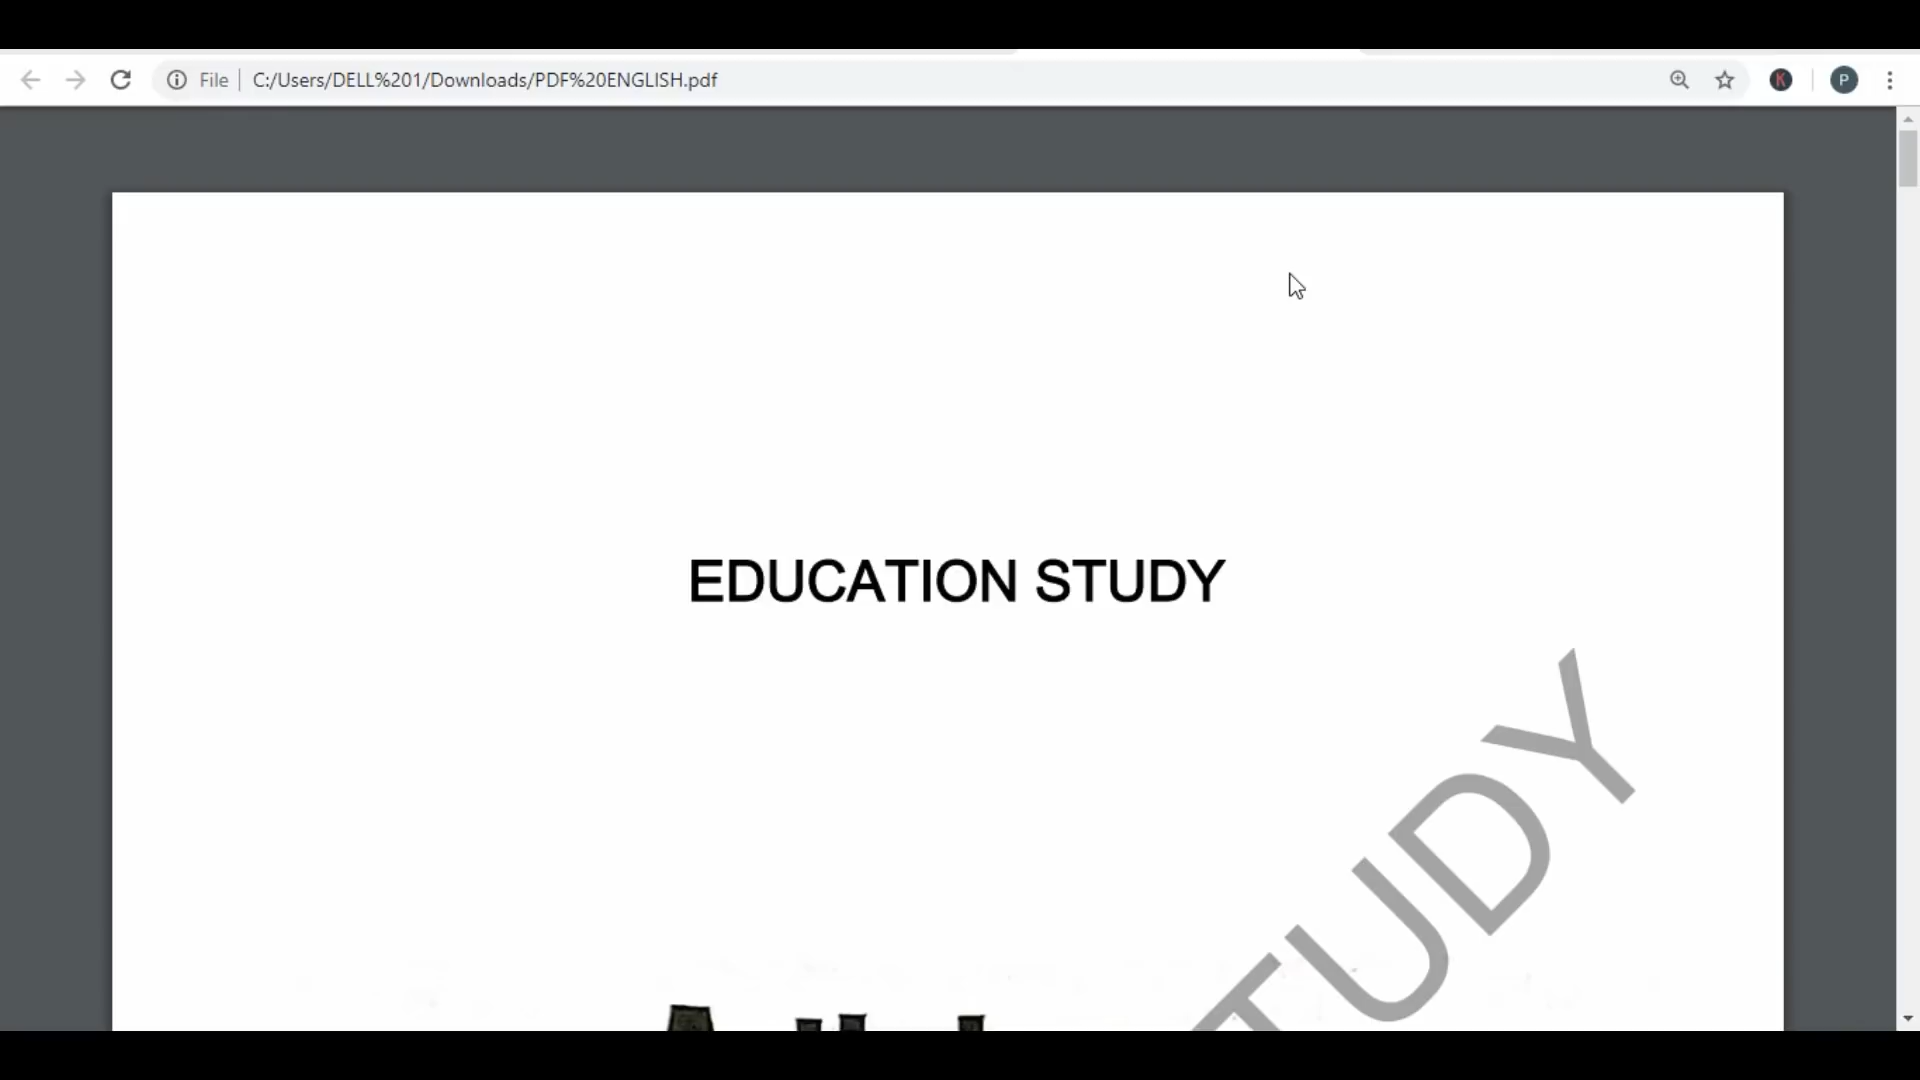 File C:/Users/DELL%201/Downloads/PDF%20ENGLISH.pdf
K
P
EDUCATION STUDY
TUDY